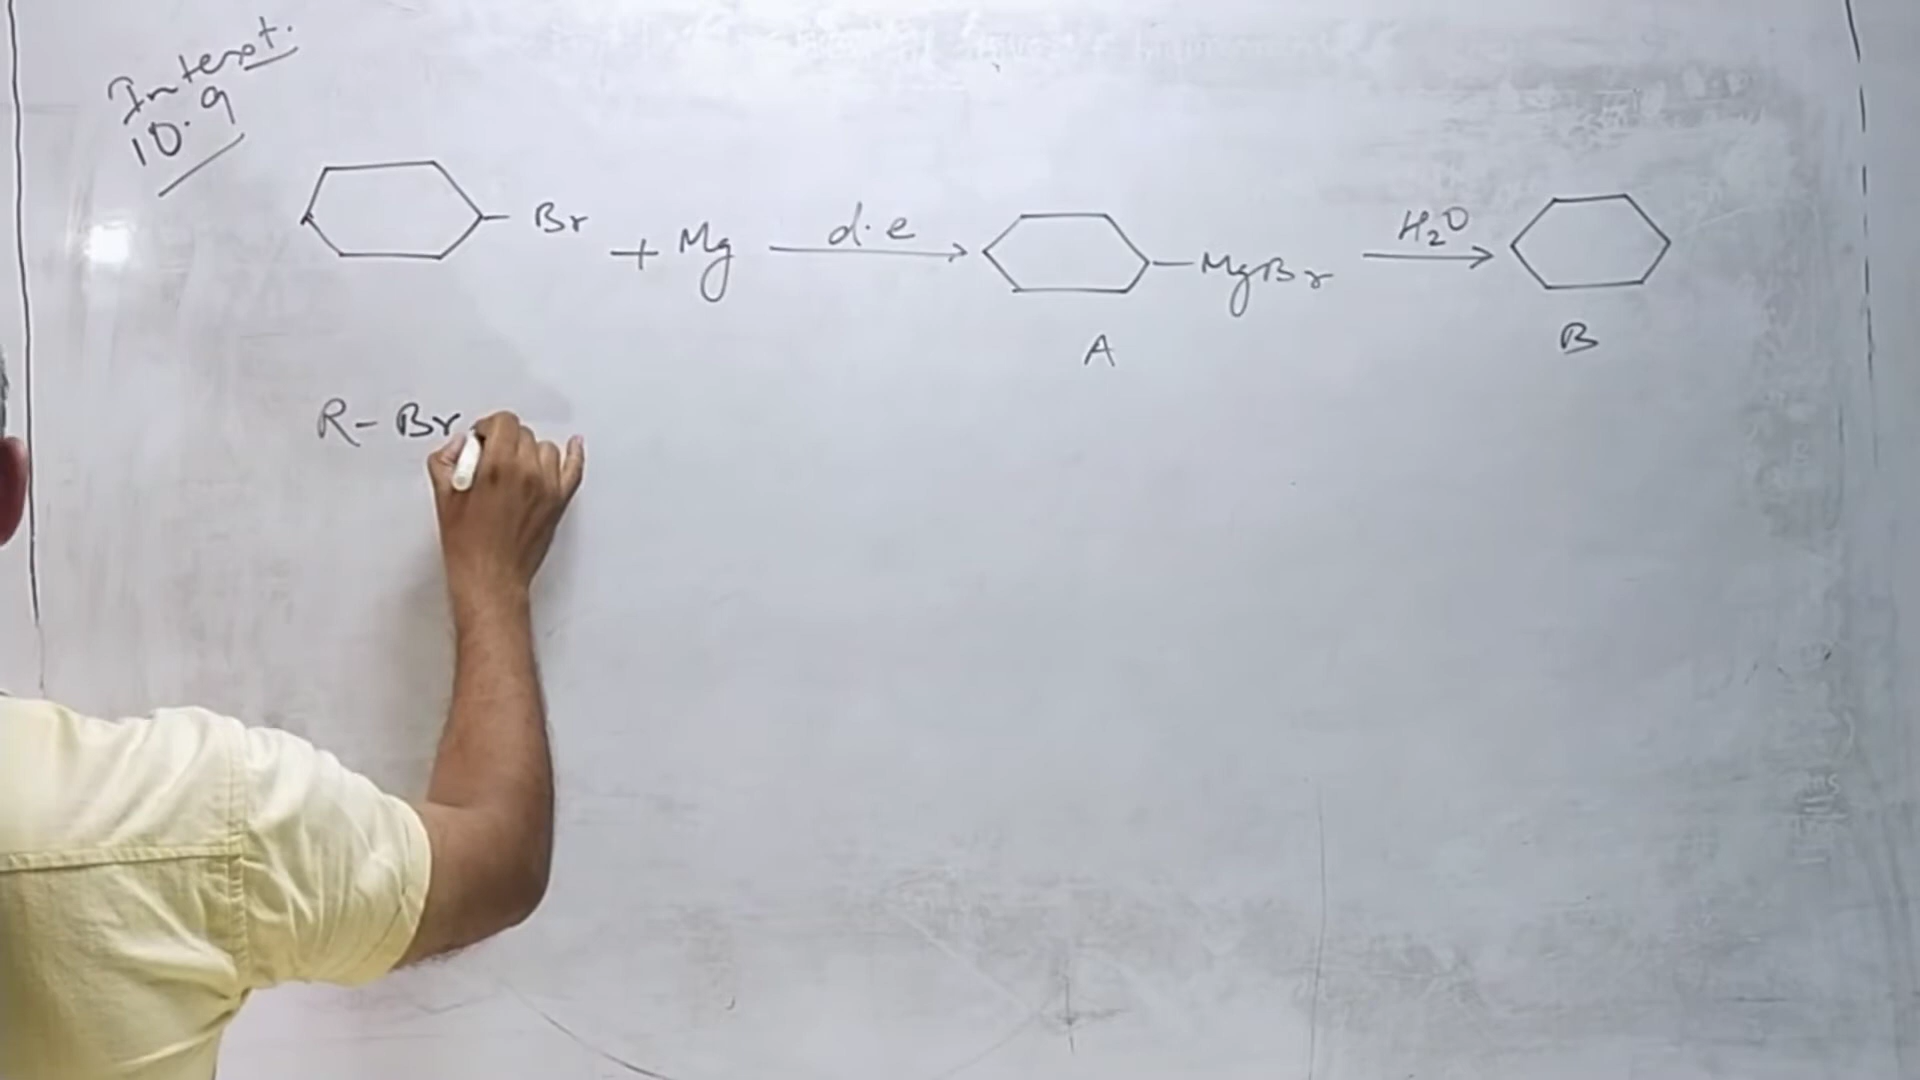 Intext.
10.9
Br + Mg d.e MgBr H₂O
A B
R - Br